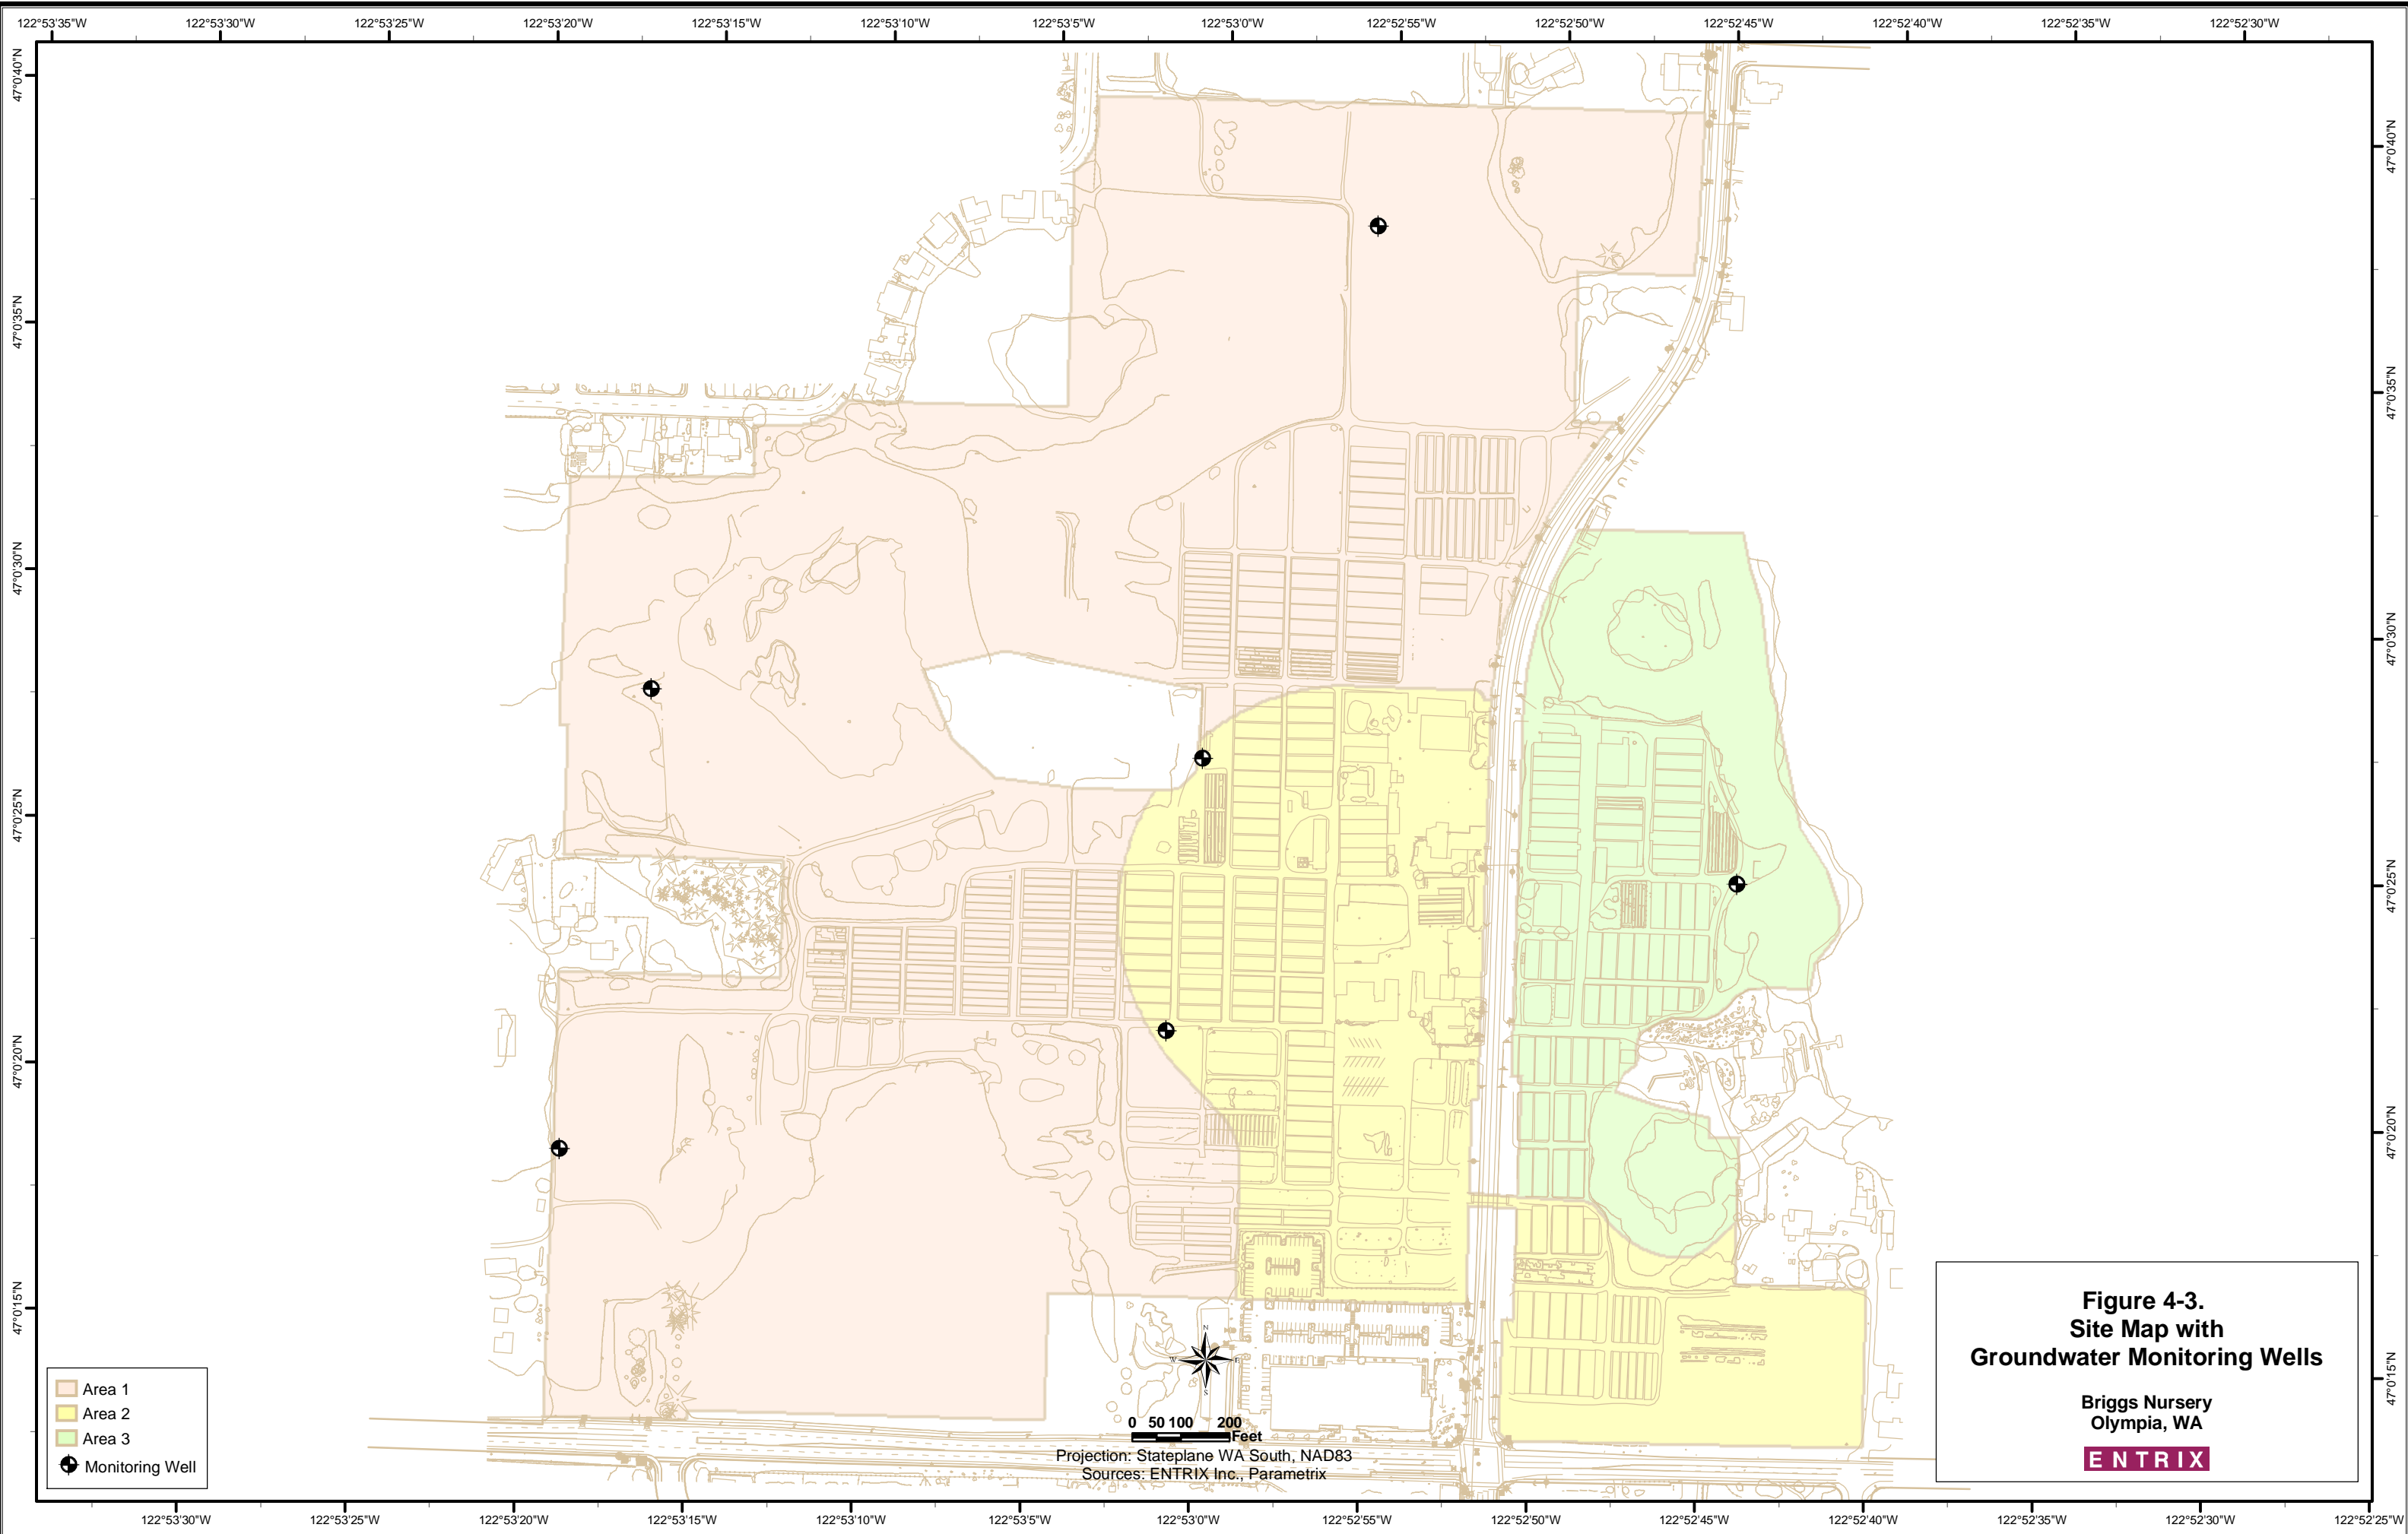 122°53'35"W 122°53'30"W 122°53'25"W 122°53'20"W 122°53'15"W 122°53'10"W 122°53'5"W 122°53'0"W 122°52'55"W 122°52'50"W 122°52'45"W 122°52'40"W 122°52'35"W 122°52'30"W
47°0'40"N
47°0'35"N
47°0'30"N
47°0'25"N
47°0'20"N
47°0'15"N
47°0'40"N
47°0'35"N
47°0'30"N
47°0'25"N
47°0'20"N
47°0'15"N
Area 1
Area 2
Area 3
Monitoring Well
N
W E
S
0 50 100 200
Feet
Projection: Stateplane WA South, NAD83
Sources: ENTRIX Inc., Parametrix
Figure 4-3.
Site Map with
Groundwater Monitoring Wells
Briggs Nursery
Olympia, WA
ENTRIX
122°53'30"W 122°53'25"W 122°53'20"W 122°53'15"W 122°53'10"W 122°53'5"W 122°53'0"W 122°52'55"W 122°52'50"W 122°52'45"W 122°52'40"W 122°52'35"W 122°52'30"W 122°52'25"W